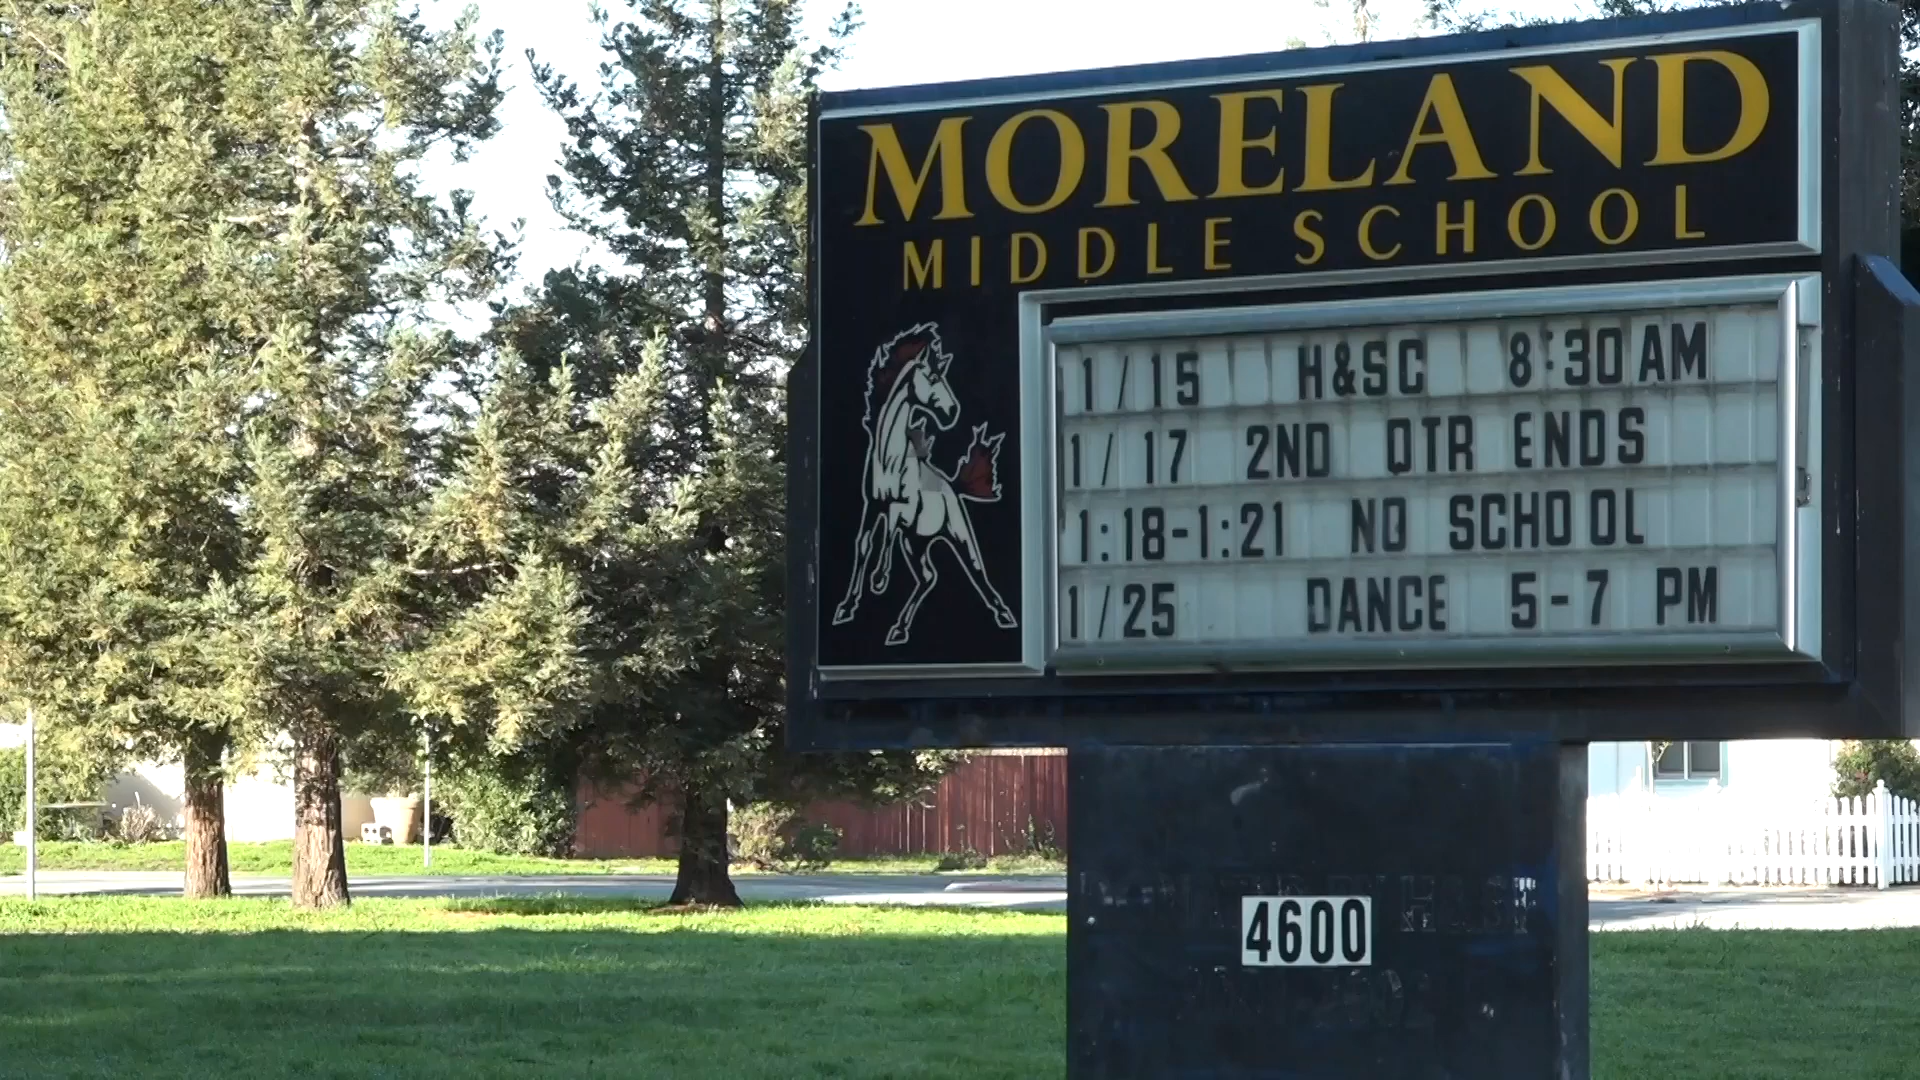 MORELAND
MIDDLE SCHOOL
1/15 H&SC 8:30 AM
1/17 2ND QTR ENDS
1:18-1:21 NO SCHOOL
1/25 DANCE 5-7 PM
4600